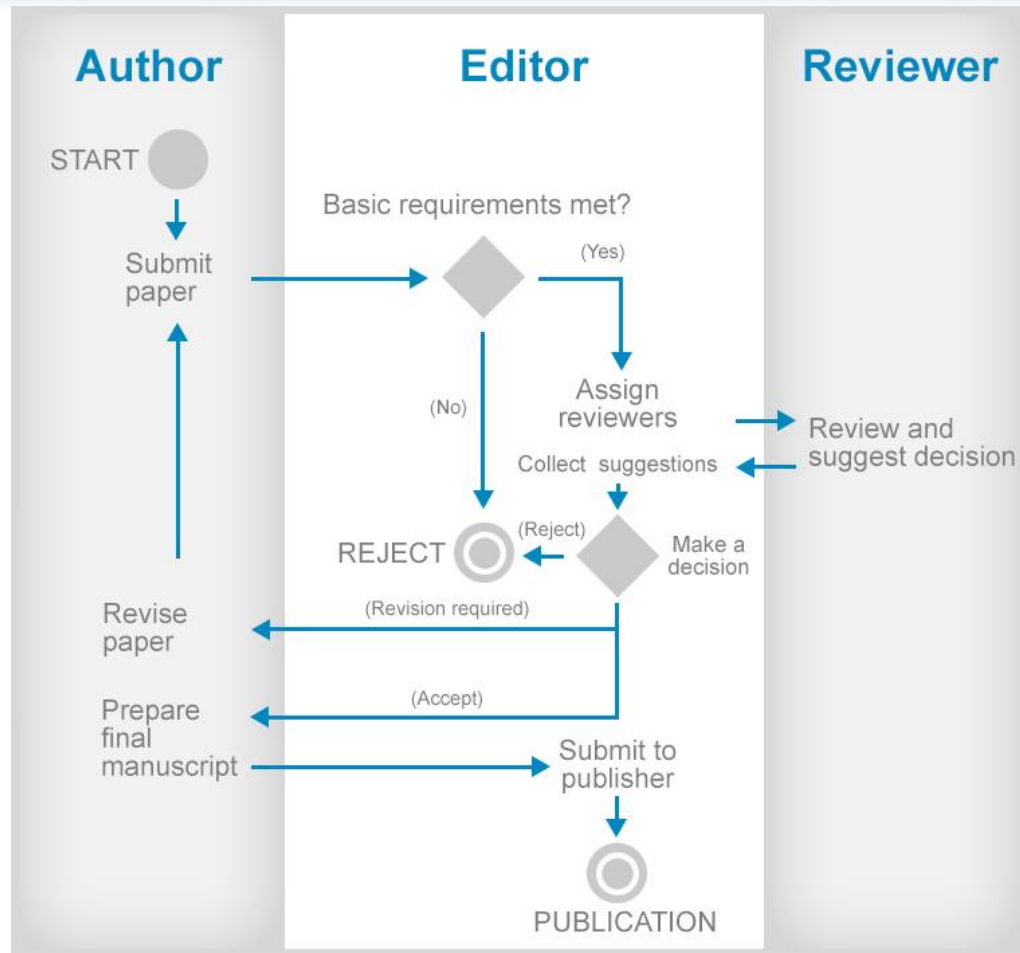 Author
Editor
Reviewer
START
Basic requirements met?
(Yes)
Submit
paper
(No)
Assign
reviewers
Review and
suggest decision
Collect suggestions
(Reject)
REJECT
Make a
decision
(Revision required)
Revise
paper
(Accept)
Prepare
final
manuscript
Submit to
publisher
PUBLICATION